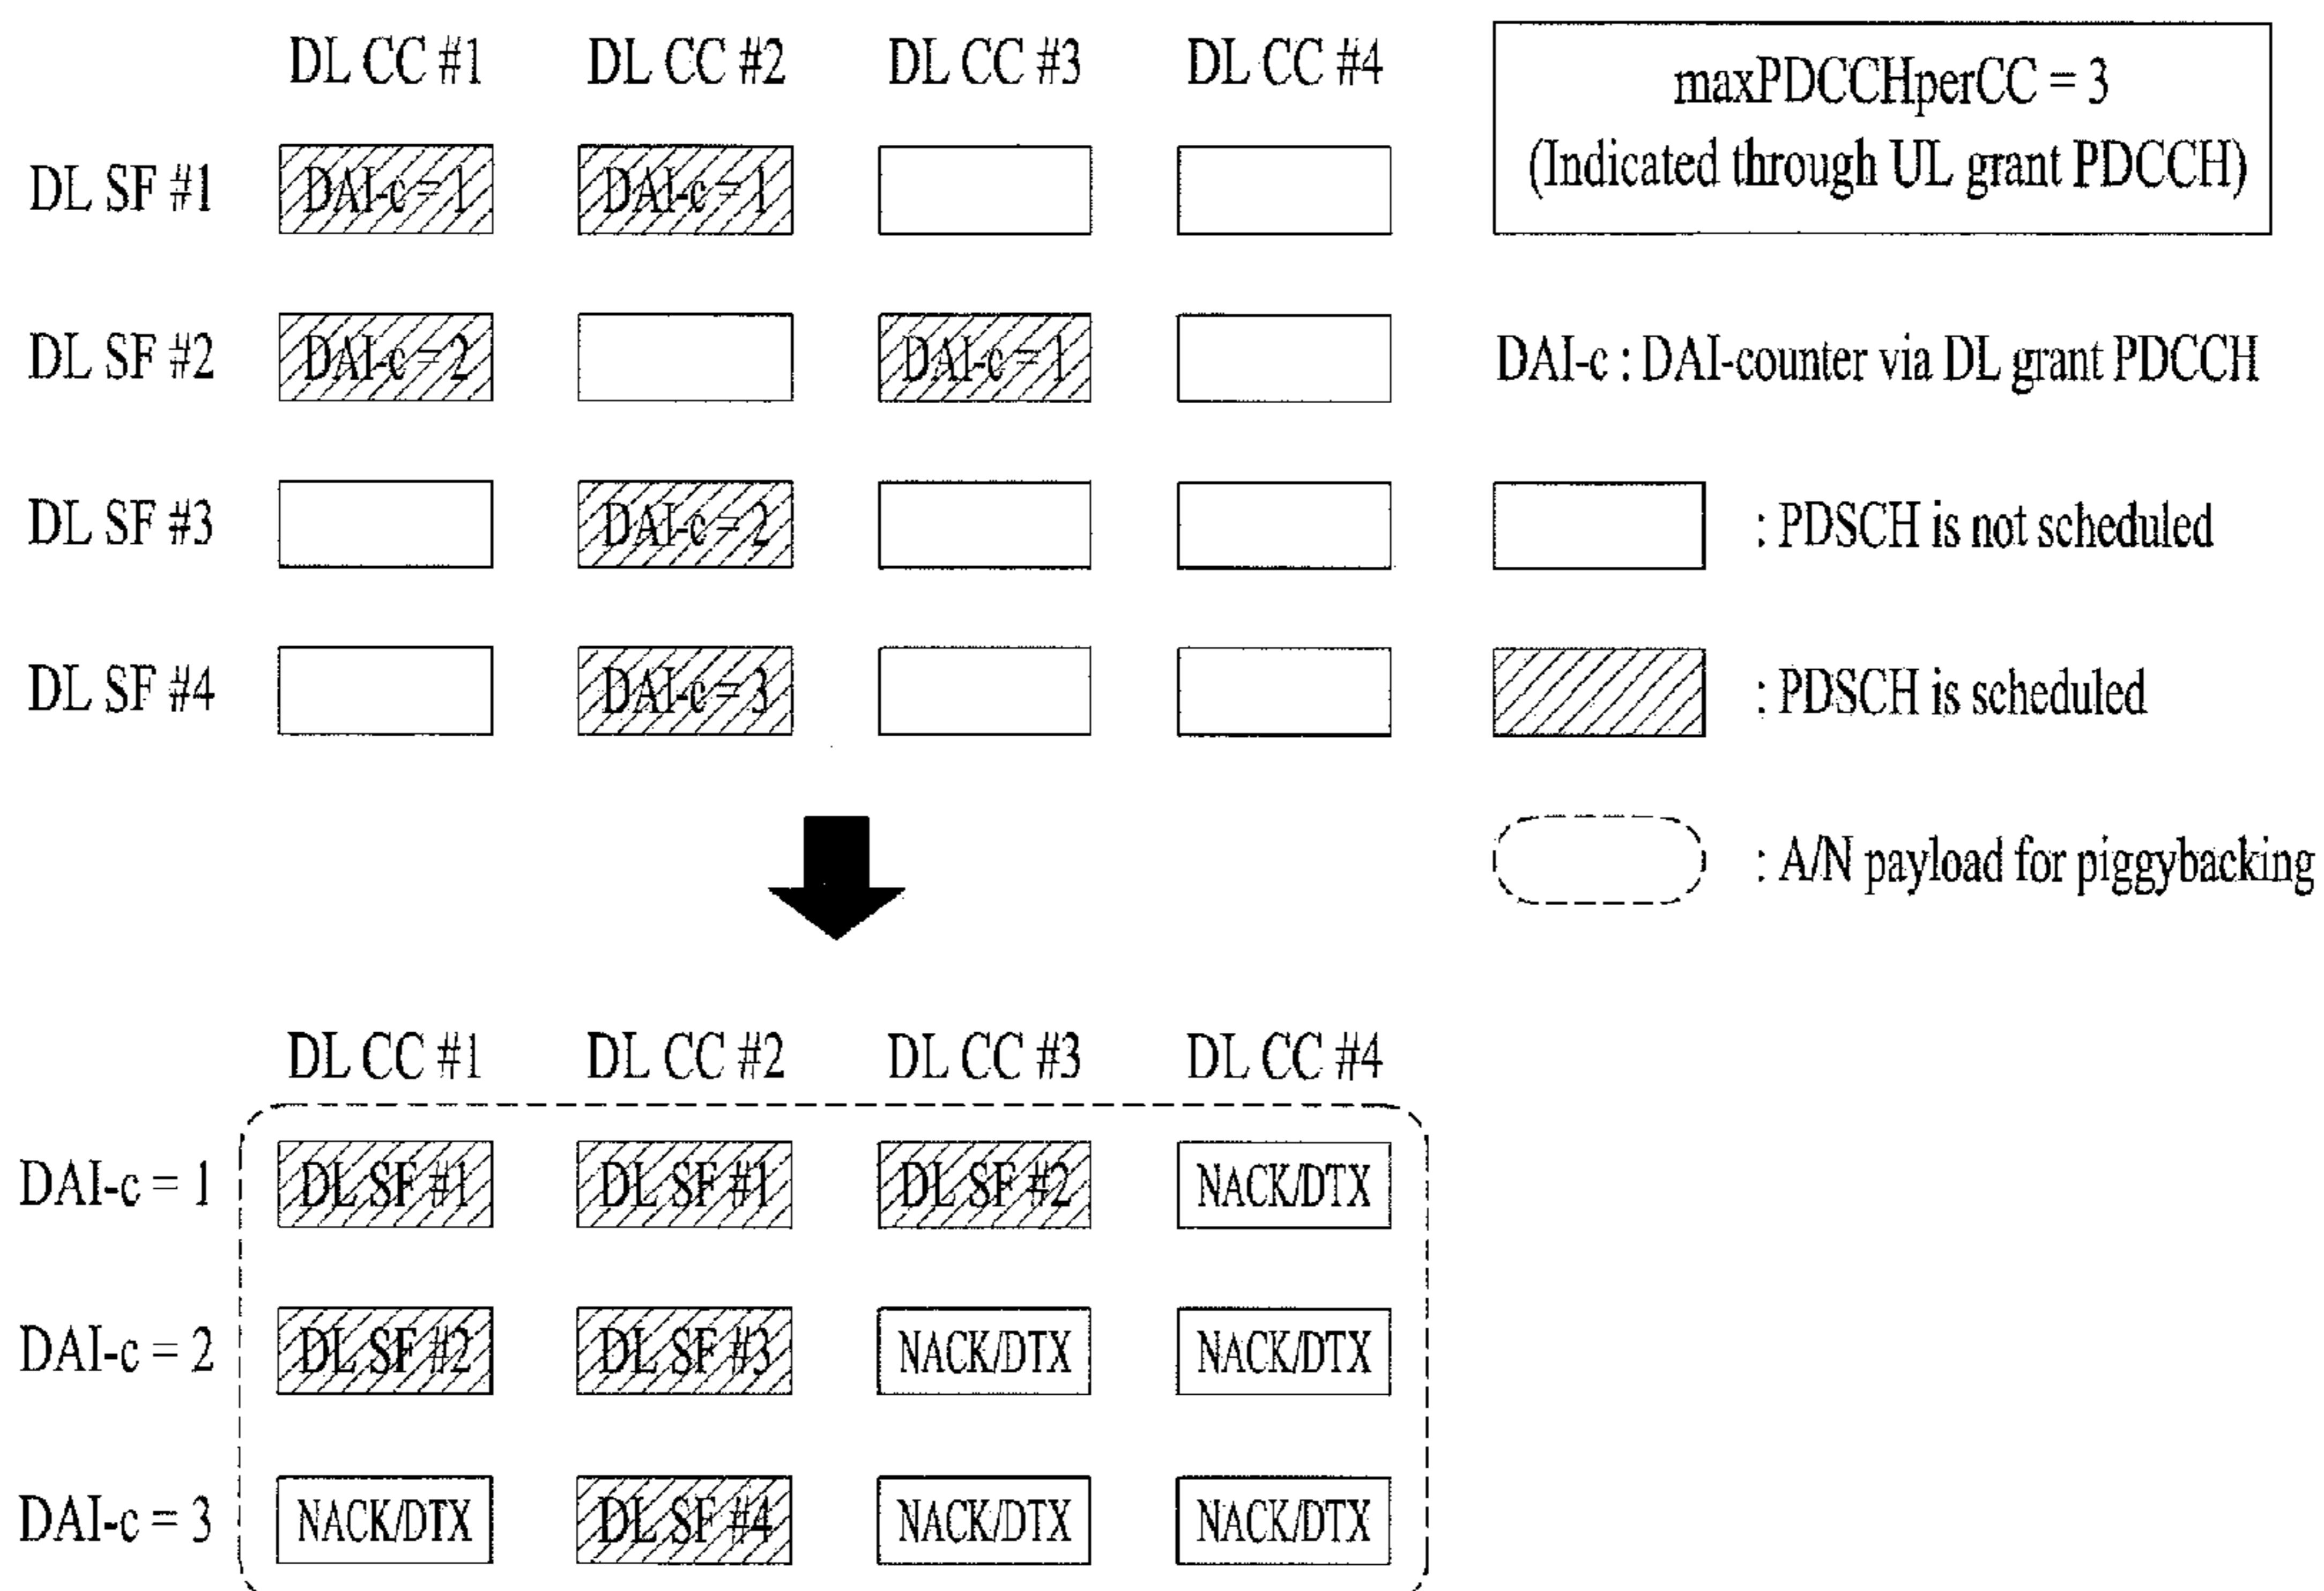 DL CC #1 DL CC #2 DL CC #3 DL CC #4
maxPDCCHperCC = 3
(Indicated through UL grant PDCCH)
DL SF #1 DAI-c = 1 DAI-c = 1
DL SF #2 DAI-c = 2 DAI-c = 1
DAI-c : DAI-counter via DL grant PDCCH
DL SF #3 DAI-c = 2
: PDSCH is not scheduled
DL SF #4 DAI-c = 3
: PDSCH is scheduled
: A/N payload for piggybacking
DL CC #1 DL CC #2 DL CC #3 DL CC #4
DAI-c = 1 DL SF #1 DL SF #1 DL SF #2 NACK/DTX
DAI-c = 2 DL SF #2 DL SF #3 NACK/DTX NACK/DTX
DAI-c = 3 NACK/DTX DL SF #4 NACK/DTX NACK/DTX